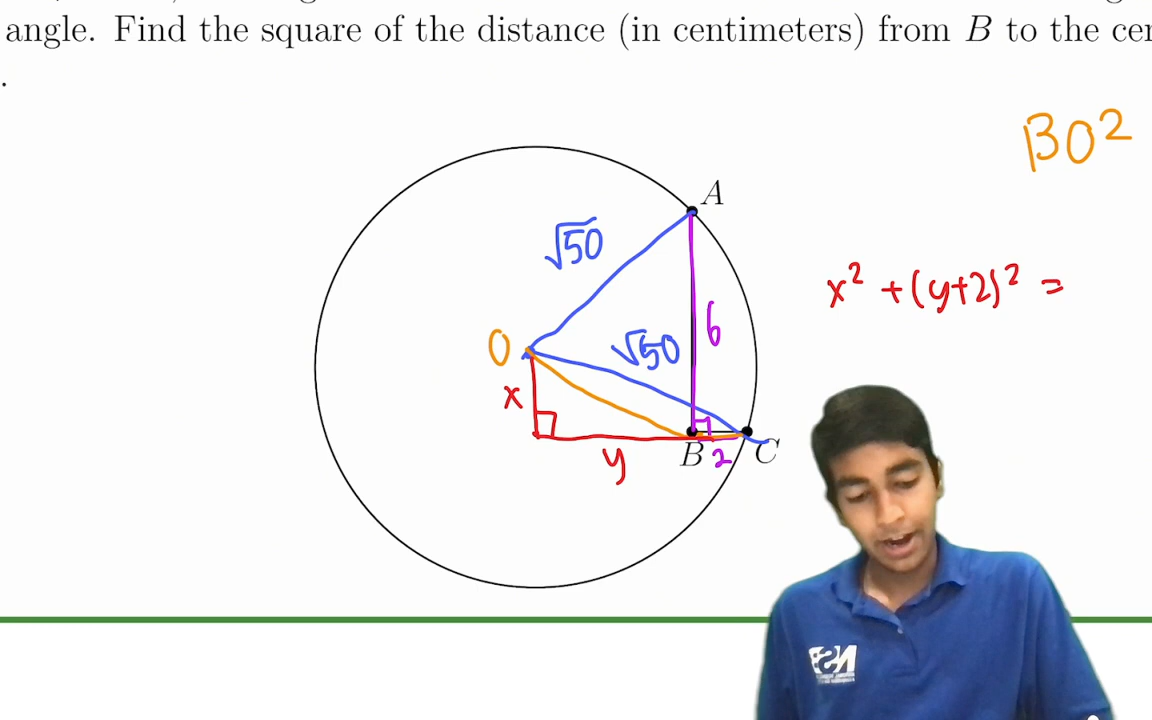 angle. Find the square of the distance (in centimeters) from B to the
.
BO²
A
√50
x² + (y+2)² =
6
O
√50
x
B
2
C
y